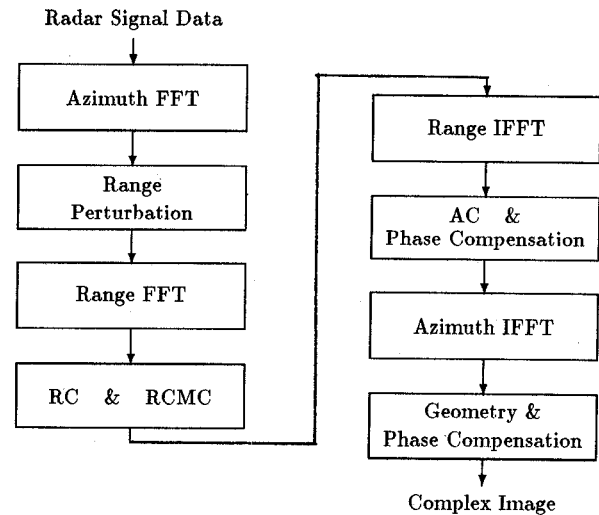 Radar Signal Data
Azimuth FFT
Range
Perturbation
Range FFT
RC & RCMC
Range IFFT
AC &
Phase Compensation
Azimuth IFFT
Geometry &
Phase Compensation
Complex Image